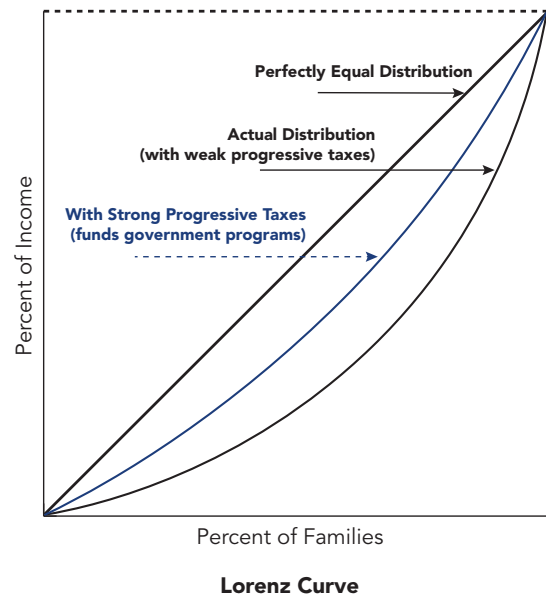 Perfectly Equal Distribution
Actual Distribution
(with weak progressive taxes)
With Strong Progressive Taxes
(funds government programs)
Percent of Income
Percent of Families
Lorenz Curve